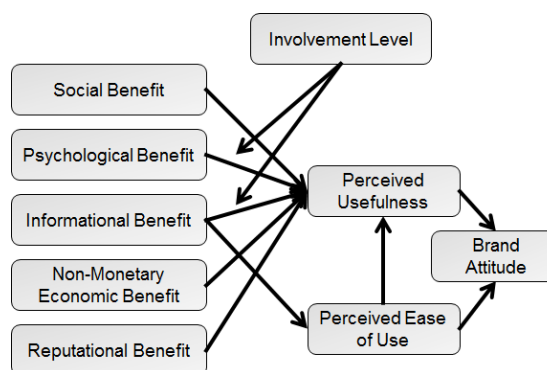 Involvement Level
Social Benefit
Psychological Benefit
Informational Benefit
Non-Monetary
Economic Benefit
Reputational Benefit
Perceived
Usefulness
Perceived Ease
of Use
Brand
Attitude